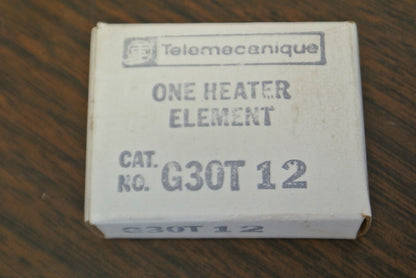 Telemecanique
ONE HEATER
ELEMENT
CAT.
NO. G30T 12
G30T 12